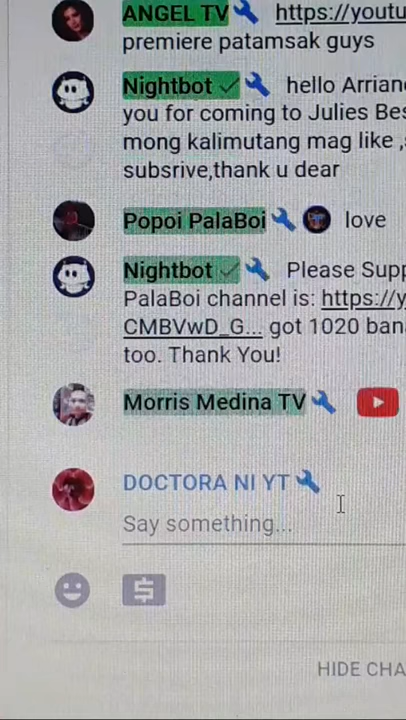 ANGEL TV https://youtu
premiere patamsak guys
Nightbot hello Arriane
you for coming to Julies Bes
mong kalimutang mag like ,s
subsrive,thank u dear
Popoi PalaBoi love
Nightbot Please Supp
PalaBoi channel is: https://y
CMBVwD_G... got 1020 bana
too. Thank You!
Morris Medina TV
DOCTORA NI YT
Say something...
HIDE CHA